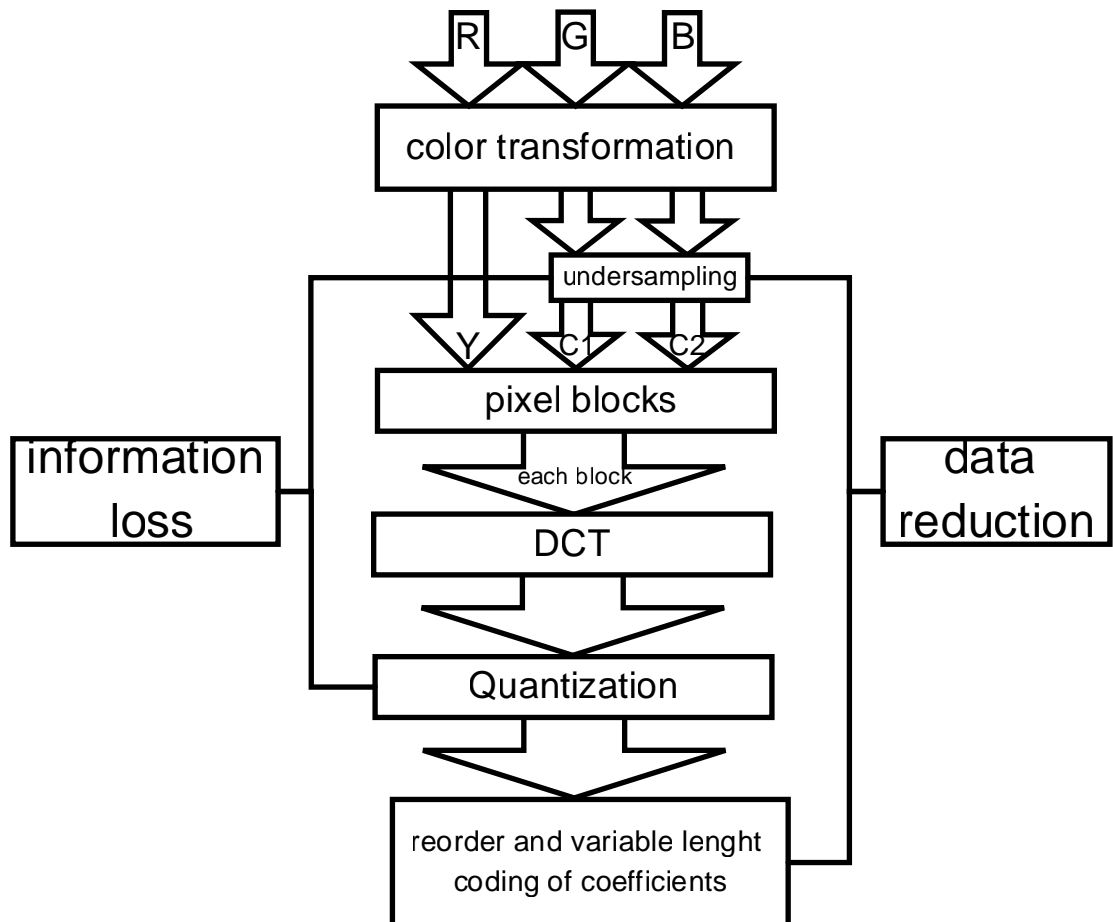 R G B
color transformation
undersampling
Y C1 C2
pixel blocks
information
loss
data
reduction
each block
DCT
Quantization
reorder and variable lenght
coding of coefficients